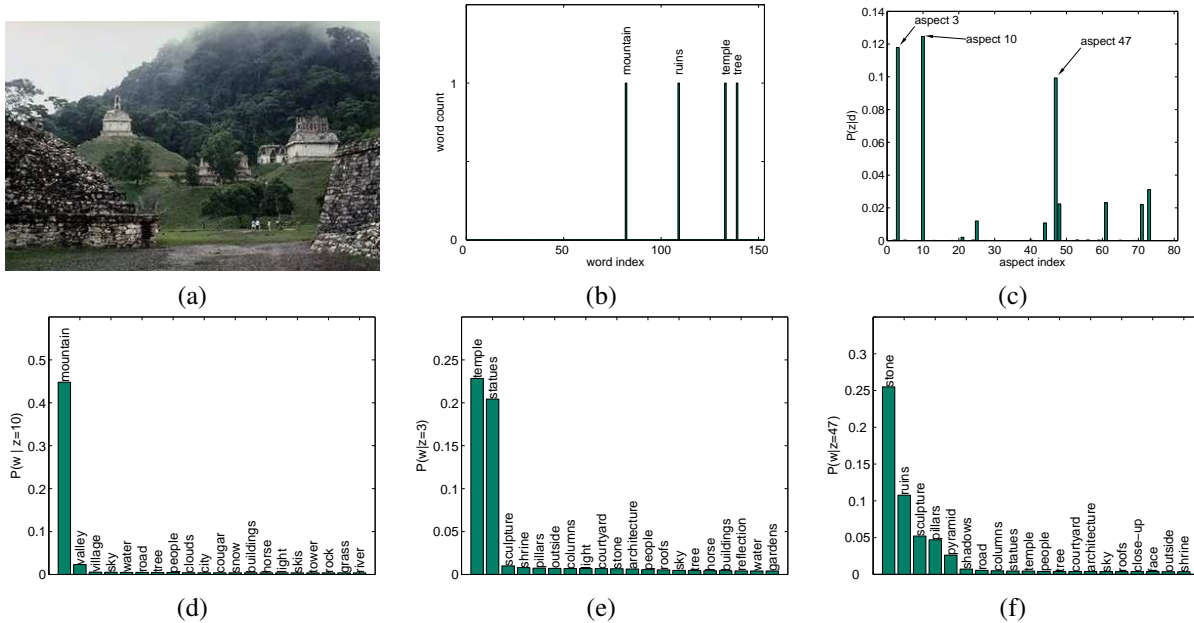 mountain
ruins
temple
tree
1
0
0
50
100
150
word count
word index
(a)
(b)
0.14
0.12
0.10
0.08
0.06
0.04
0.02
0
0
10
20
30
40
50
60
70
80
aspect 3
aspect 10
aspect 47
P(z|d)
aspect index
(c)
0.5
0.4
0.3
0.2
0.1
0
P(w | z=10)
mountain
valley
village
sky
water
road
tree
people
clouds
city
cougar
snow
buildings
horse
light
skis
tower
rock
grass
river
(d)
0.25
0.2
0.15
0.1
0.05
0
P(w|z=3)
temple
statues
sculpture
shrine
pillars
outside
columns
light
courtyard
stone
architecture
people
roofs
sky
tree
horse
buildings
reflection
water
gardens
(e)
0.3
0.25
0.2
0.15
0.1
0.05
0
P(w|z=47)
stone
ruins
sculpture
pillars
pyramid
shadows
road
columns
statues
temple
people
tree
courtyard
architecture
sky
roofs
close-up
face
outside
shrine
(f)